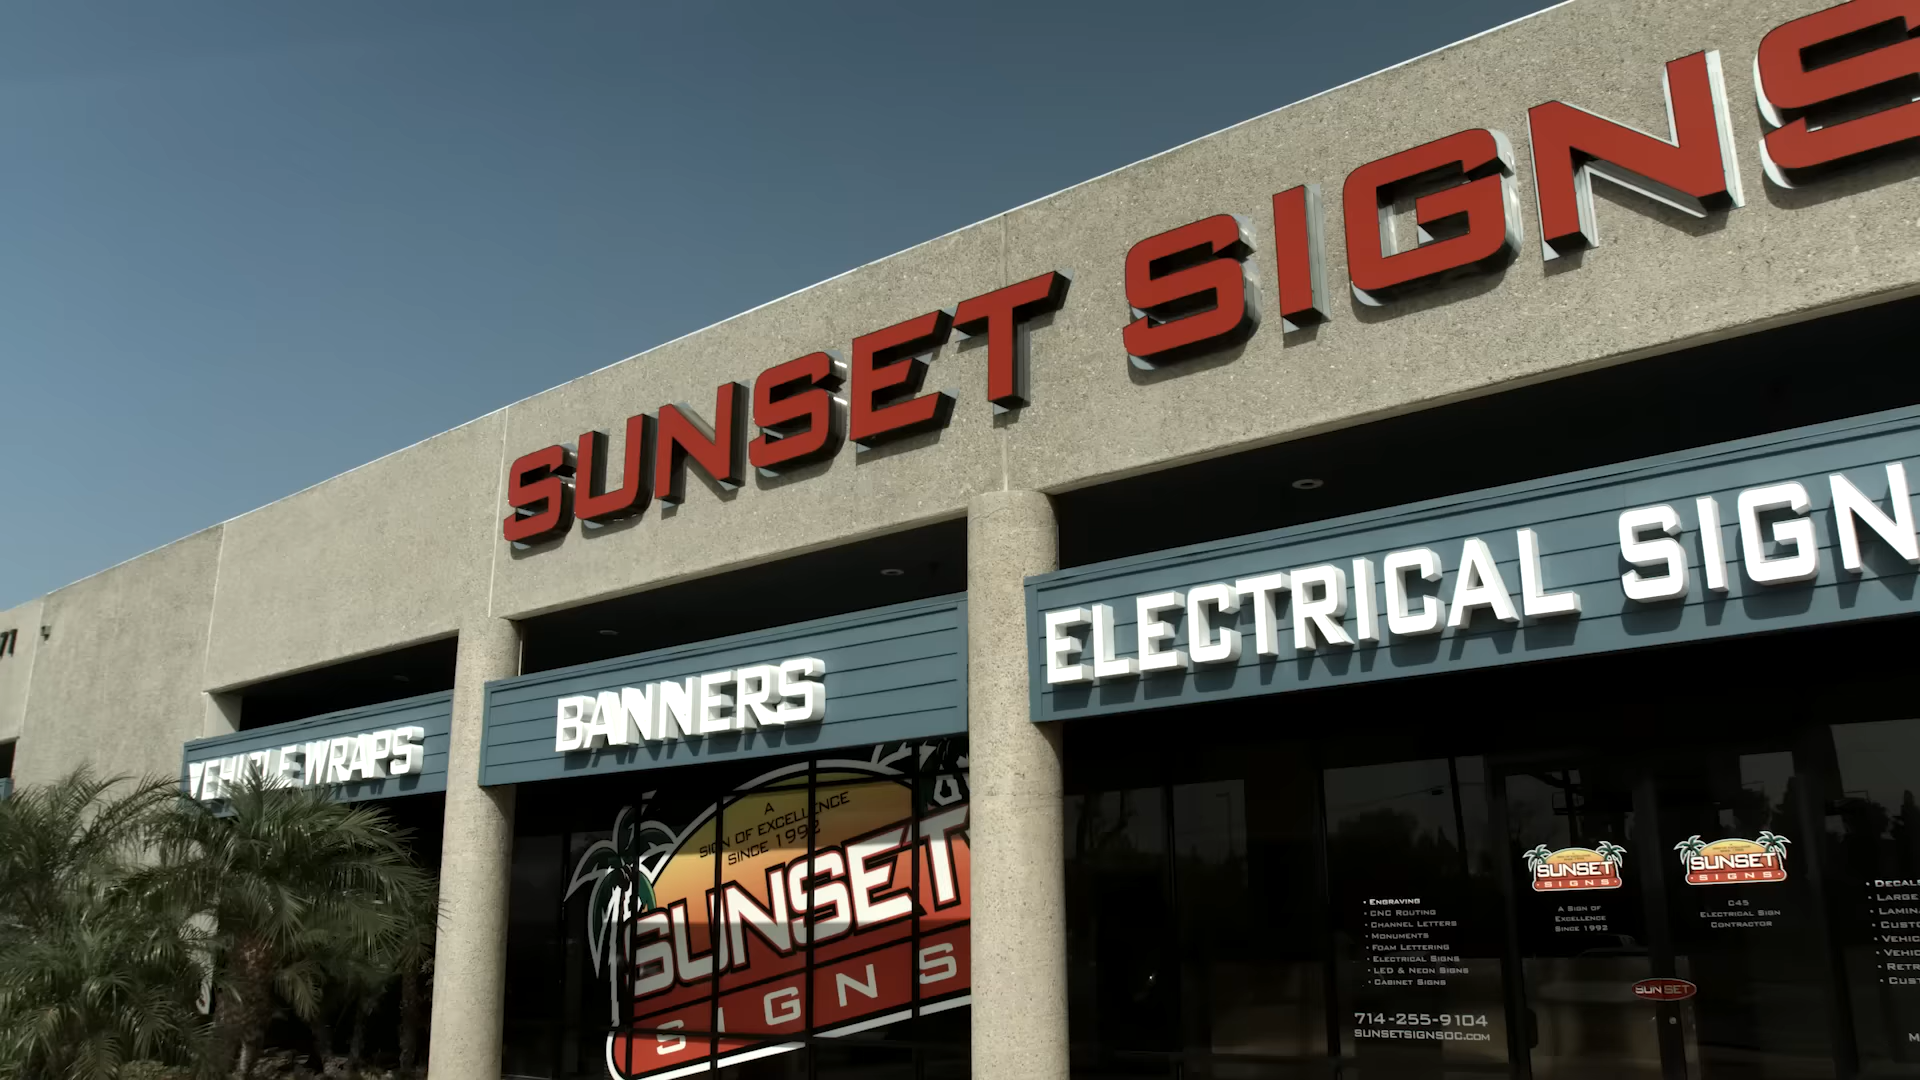 SUNSET SIGNS
ELECTRICAL SIGN
BANNERS
VEHICLE WRAPS
A
SIGN OF EXCELLENCE
SINCE 1992
SUNSET
SIGNS
• Engraving
• CNC Routing
• Channel Letters
• Monuments
• Foam Lettering
• Electrical Signs
• LED & Neon Signs
• Cabinet Signs
714-255-9104
SUNSETSIGNSOC.COM
SUNSET
SIGNS
A Sign of
Excellence
Since 1992
SUNSET
SIGNS
C45
Electrical Sign
Contractor
SUNSET
• Decals
• Large